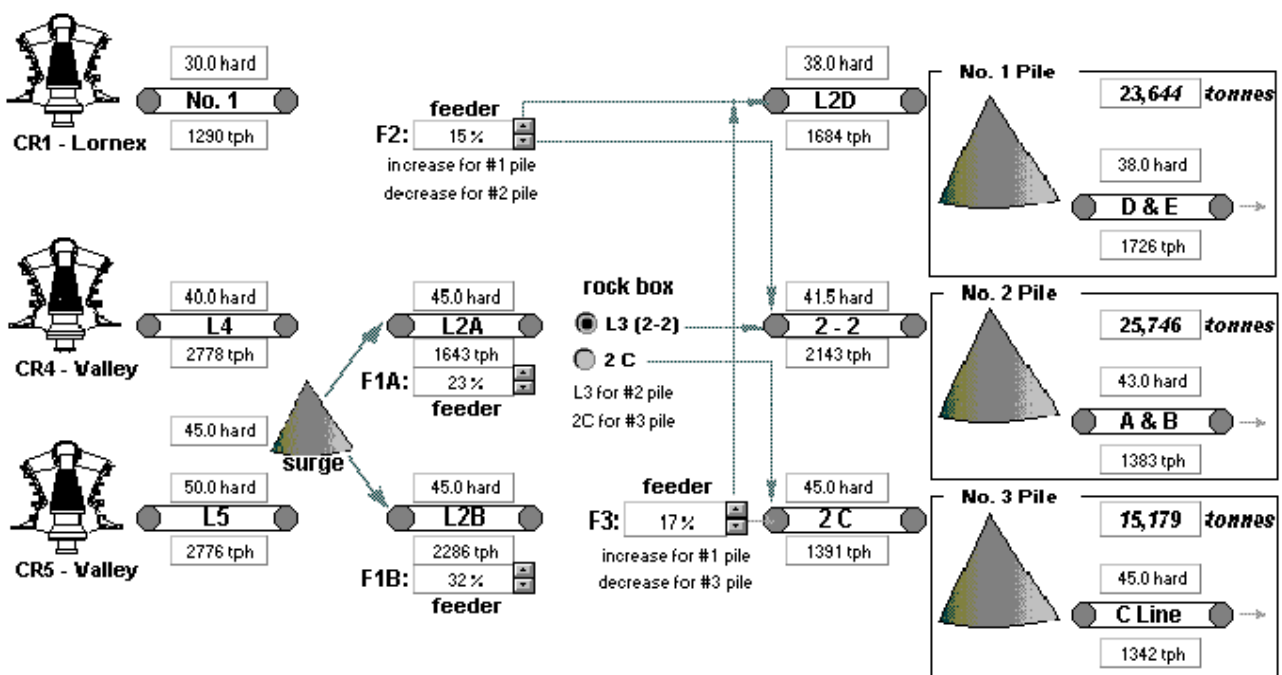 30.0 hard
No. 1
1290 tph
CR1 - Lornex
feeder
F2: 15 %
increase for #1 pile
decrease for #2 pile
38.0 hard
L2D
1684 tph
No. 1 Pile
23,644 tonnes
38.0 hard
D & E
1726 tph
40.0 hard
L4
2778 tph
CR4 - Valley
45.0 hard
L2A
1643 tph
F1A: 23 %
feeder
rock box
L3 (2-2)
2 C
L3 for #2 pile
2C for #3 pile
41.5 hard
2 - 2
2143 tph
No. 2 Pile
25,746 tonnes
43.0 hard
A & B
1383 tph
45.0 hard
surge
50.0 hard
L5
2776 tph
CR5 - Valley
45.0 hard
L2B
2286 tph
F1B: 32 %
feeder
feeder
F3: 17 %
increase for #1 pile
decrease for #3 pile
45.0 hard
2 C
1391 tph
No. 3 Pile
15,179 tonnes
45.0 hard
C Line
1342 tph